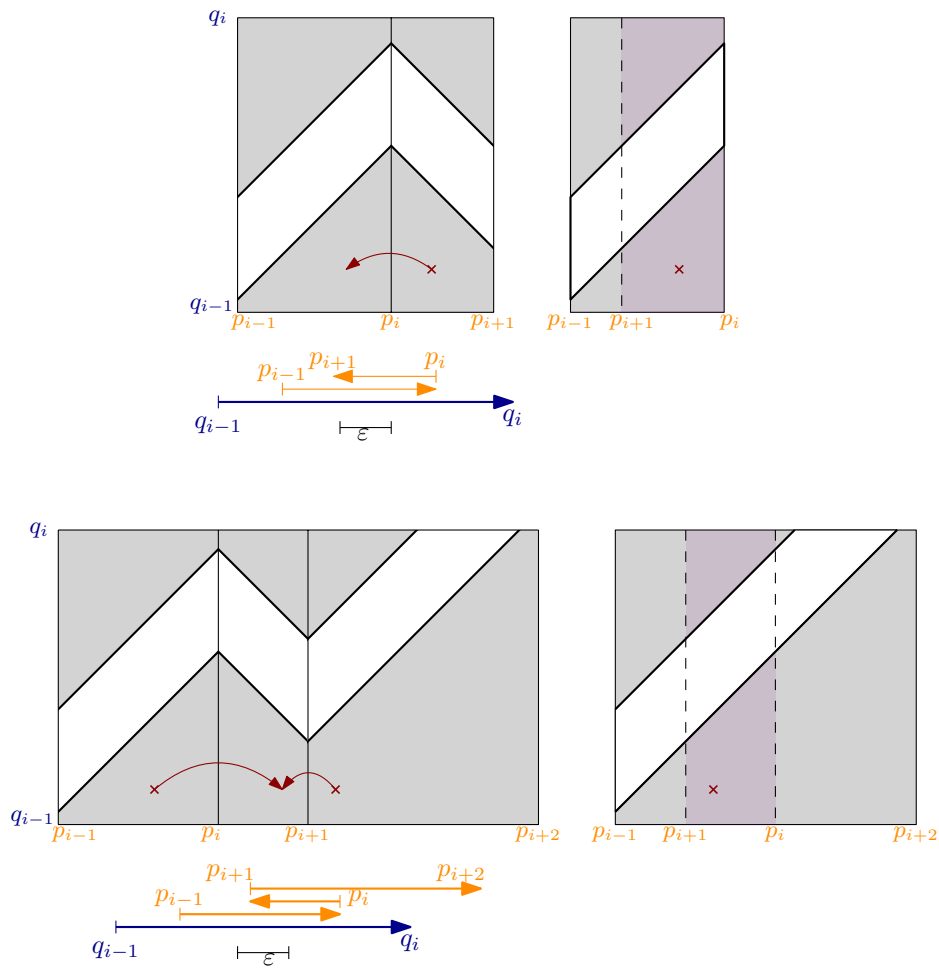 q_i
q_{i-1}
p_{i-1} p_i p_{i+1} p_{i-1} p_{i+1} p_i
p_{i-1} p_{i+1} p_i
q_{i-1} q_i
ε
q_i
q_{i-1}
p_{i-1} p_i p_{i+1} p_{i+2} p_{i-1} p_{i+1} p_i p_{i+2}
p_{i+1} p_{i+2}
p_{i-1} p_i
q_{i-1} q_i
ε